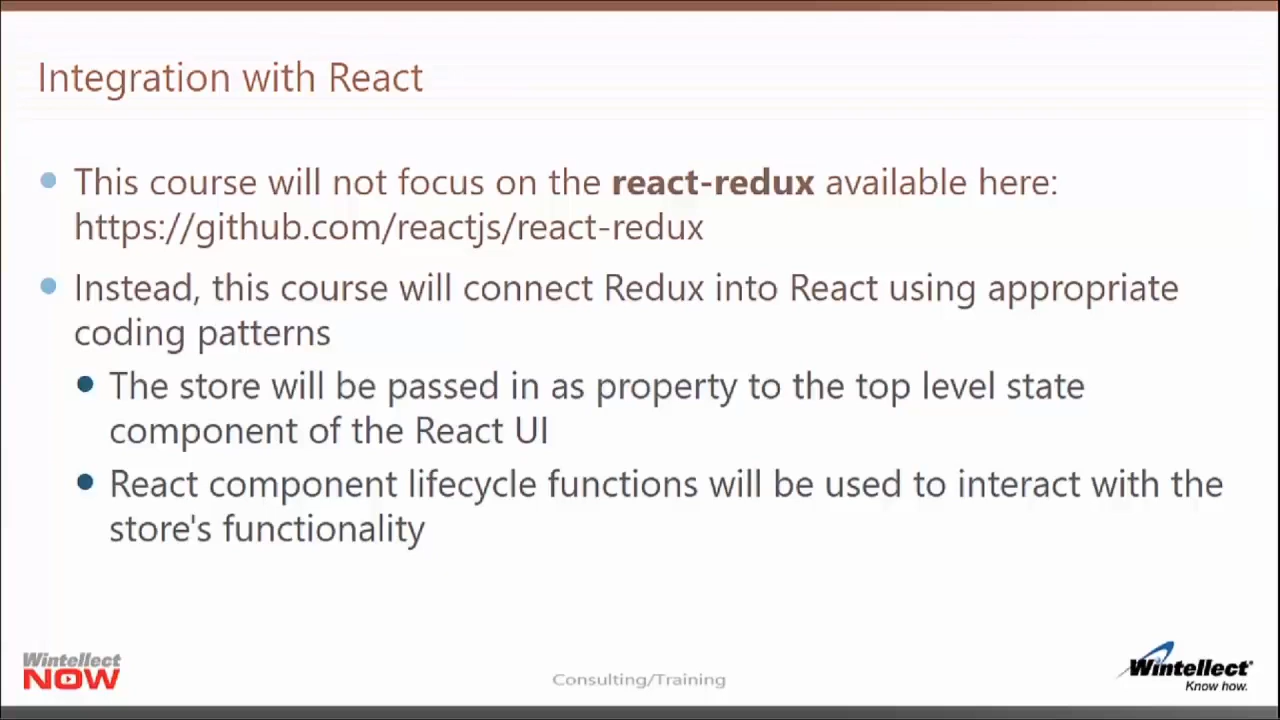 Integration with React
This course will not focus on the react-redux available here:
https://github.com/reactjs/react-redux
Instead, this course will connect Redux into React using appropriate
coding patterns
The store will be passed in as property to the top level state
component of the React UI
React component lifecycle functions will be used to interact with the
store's functionality
Wintellect
NOW
Consulting/Training
Wintellect
Know how.